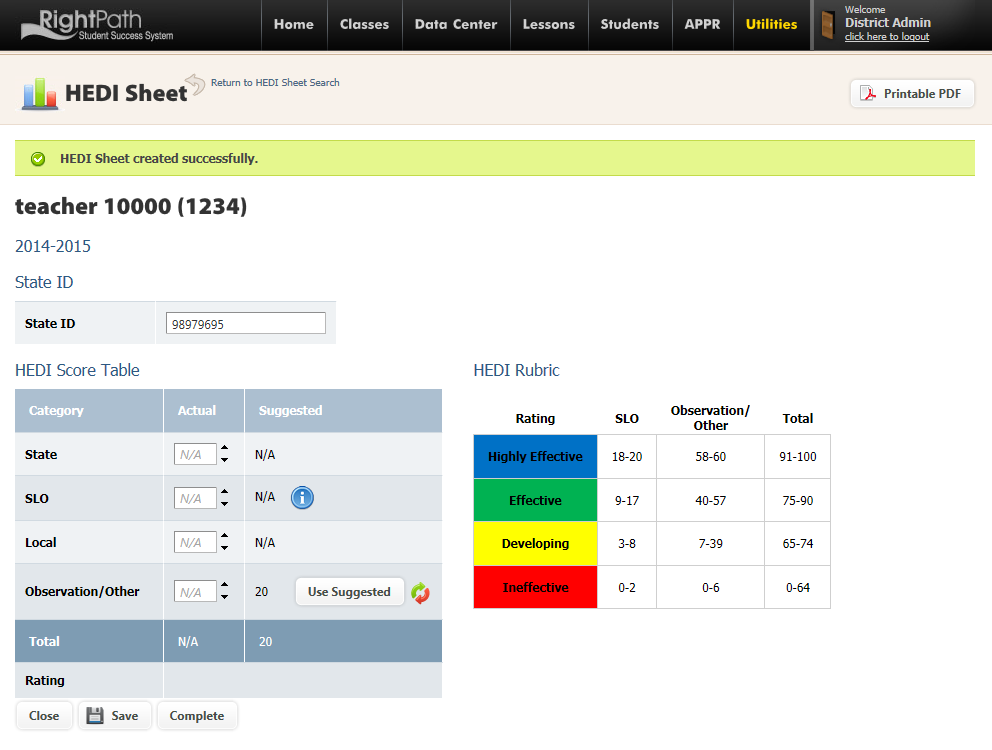 RightPath
Student Success System
Home Classes Data Center Lessons Students APPR Utilities
Welcome
District Admin
click here to logout
HEDI Sheet
Return to HEDI Sheet Search
Printable PDF
HEDI Sheet created successfully.
teacher 10000 (1234)
2014-2015
State ID
State ID 98979695
HEDI Score Table
Category Actual Suggested
State N/A N/A
SLO N/A N/A
Local N/A N/A
Observation/Other N/A 20 Use Suggested
Total N/A 20
Rating
Close Save Complete
HEDI Rubric
Rating SLO Observation/ Total
Other
Highly Effective 18-20 58-60 91-100
Effective 9-17 40-57 75-90
Developing 3-8 7-39 65-74
Ineffective 0-2 0-6 0-64